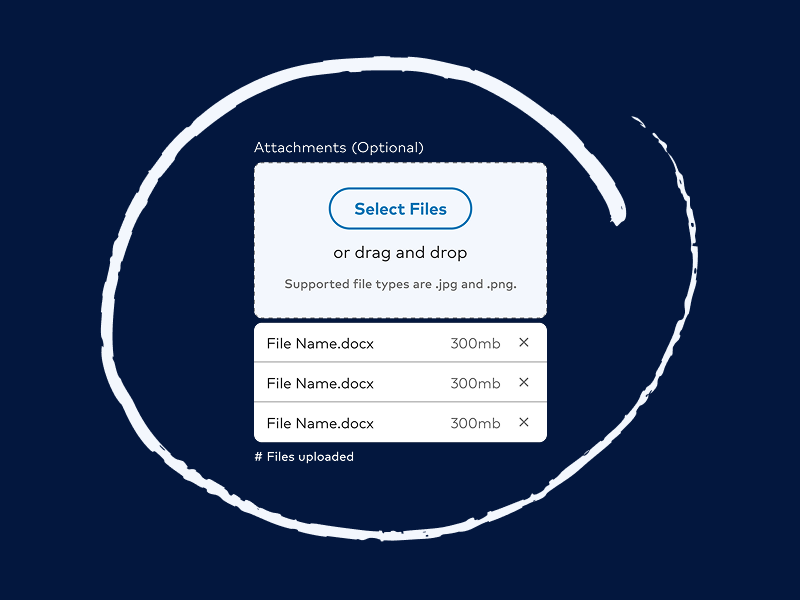 Attachments (Optional)
Select Files
or drag and drop
Supported file types are .jpg and .png.
File Name.docx 300mb ×
File Name.docx 300mb ×
File Name.docx 300mb ×
# Files uploaded